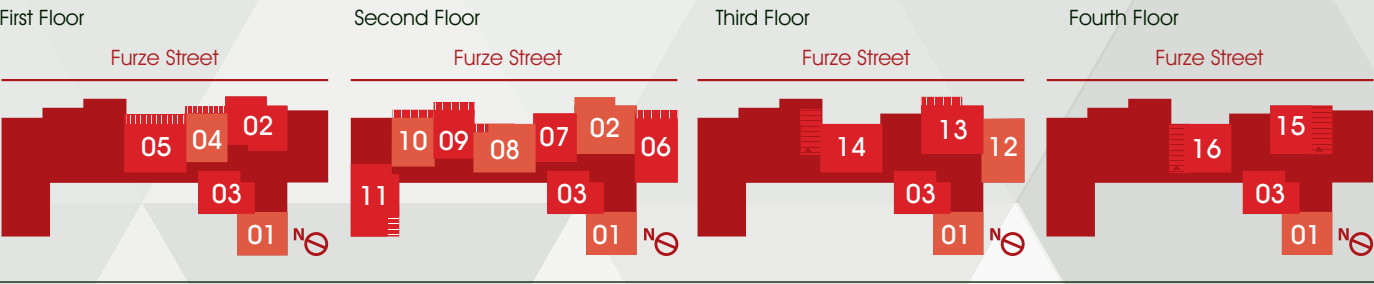 First Floor
Furze Street
05
04
02
03
01
N
Second Floor
Furze Street
10
09
08
07
02
06
11
03
01
N
Third Floor
Furze Street
14
13
12
03
01
N
Fourth Floor
Furze Street
16
15
03
01
N